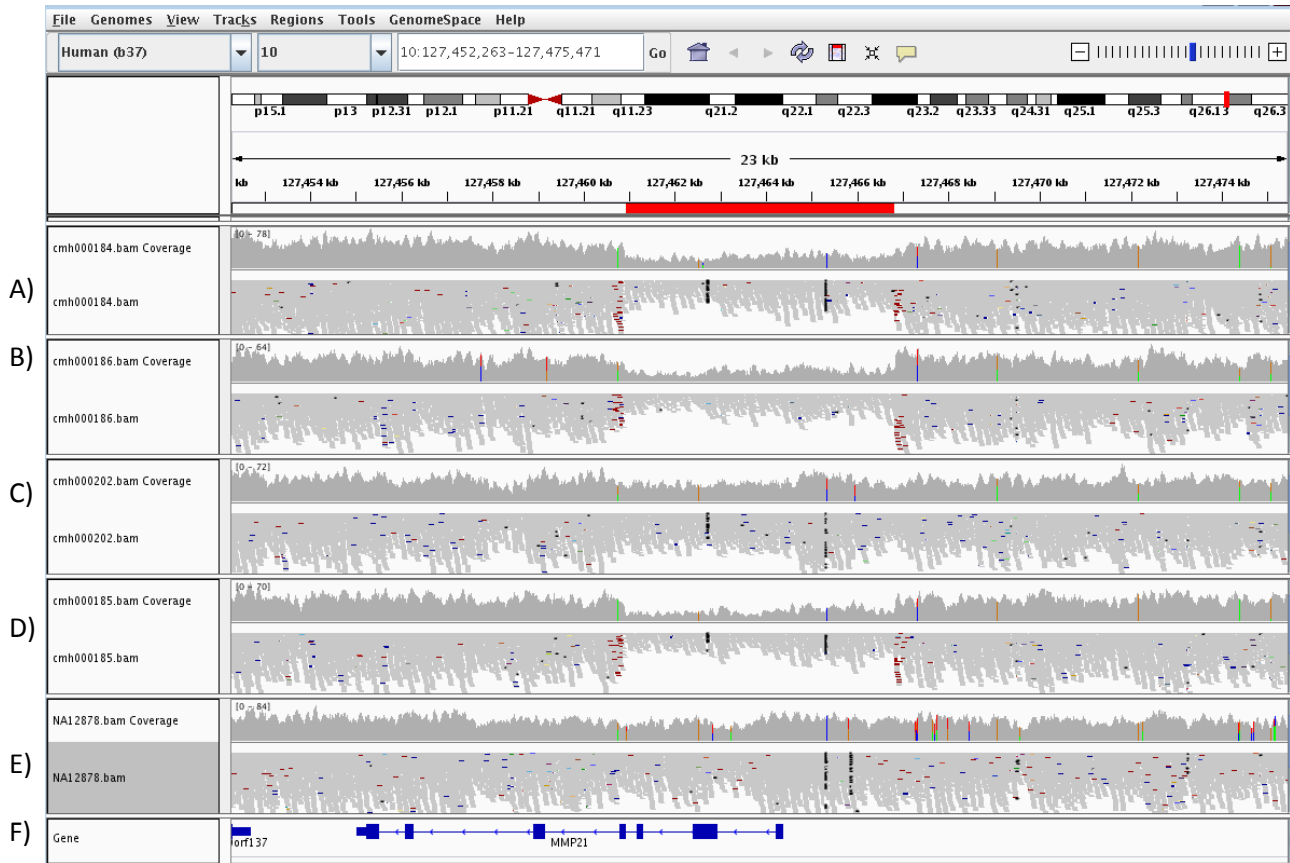 File Genomes View Tracks Regions Tools GenomeSpace Help
Human (b37) 10 10:127,452,263-127,475,471 Go
p15.1 p13 p12.31 p12.1 p11.21 q11.21 q11.23 q21.2 q22.1 q22.3 q23.2 q23.33 q24.31 q25.1 q25.3 q26.13 q26.3
23 kb
kb 127,454 kb 127,456 kb 127,458 kb 127,460 kb 127,462 kb 127,464 kb 127,466 kb 127,468 kb 127,470 kb 127,472 kb 127,474 kb
cmh000184.bam Coverage [0 - 78]
A) cmh000184.bam
B) cmh000186.bam Coverage [0 - 64]
cmh000186.bam
C) cmh000202.bam Coverage [0 - 72]
cmh000202.bam
D) cmh000185.bam Coverage [0 - 70]
cmh000185.bam
NA12878.bam Coverage [0 - 84]
E) NA12878.bam
F) Gene orf137 MMP21